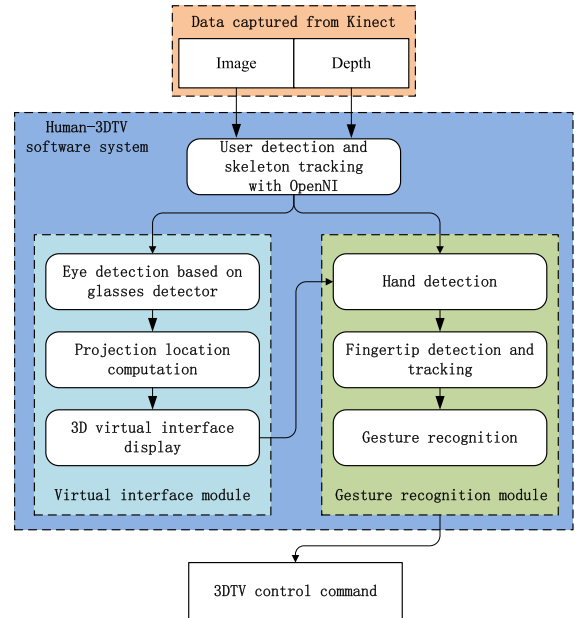 Data captured from Kinect
Image
Depth
Human-3DTV
software system
User detection and
skeleton tracking
with OpenNI
Eye detection based on
glasses detector
Projection location
computation
3D virtual interface
display
Virtual interface module
Hand detection
Fingertip detection and
tracking
Gesture recognition
Gesture recognition module
3DTV control command